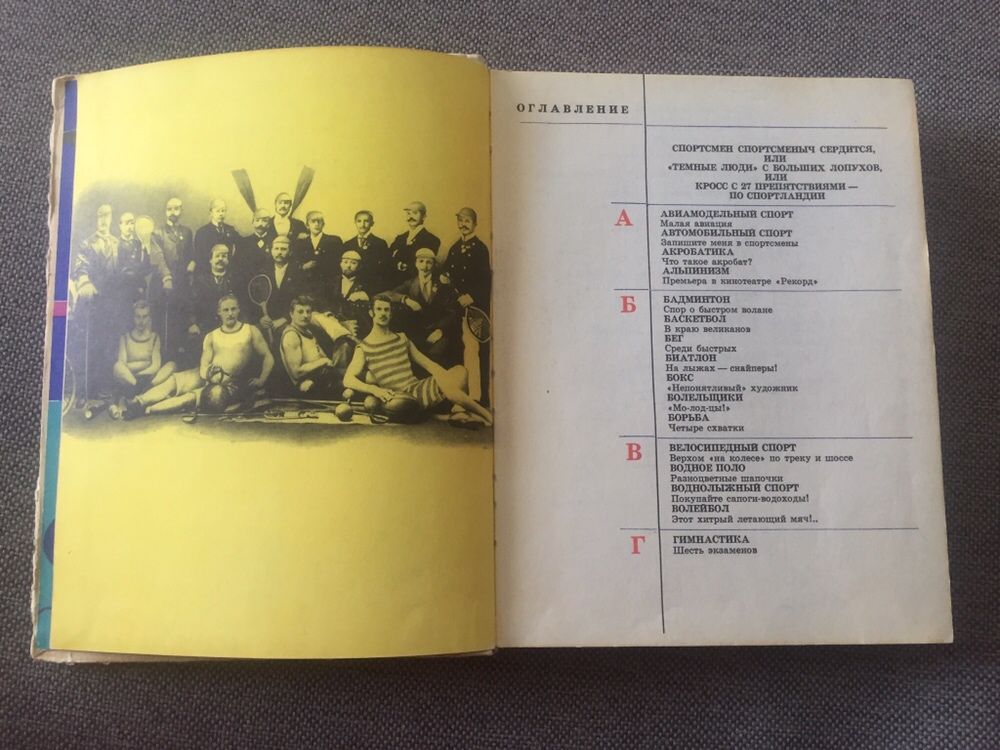 ОГЛАВЛЕНИЕ
СПОРТСМЕН СПОРТСМЕНЫЧ СЕРДИТСЯ,
ИЛИ
«ТЕМНЫЕ ЛЮДИ» С БОЛЬШИХ ЛОПУХОВ,
ИЛИ
КРОСС С 27 ПРЕПЯТСТВИЯМИ —
ПО СПОРТЛАНДИИ
А
АВИАМОДЕЛЬНЫЙ СПОРТ
Малая авиация
АВТОМОБИЛЬНЫЙ СПОРТ
Запишите меня в спортсмены
АКРОБАТИКА
Что такое акробат?
АЛЬПИНИЗМ
Премьера в кинотеатре «Рекорд»
Б
БАДМИНТОН
Спор о быстром волане
БАСКЕТБОЛ
В краю великанов
БЕГ
Среди быстрых
БИАТЛОН
На лыжах — снайперы!
БОКС
«Непонятливый» художник
БОЛЕЛЬЩИКИ
«Мо-лод-цы!»
БОРЬБА
Четыре схватки
В
ВЕЛОСИПЕДНЫЙ СПОРТ
Верхом «на колесе» по треку и шоссе
ВОДНОЕ ПОЛО
Разноцветные шапочки
ВОДНОЛЫЖНЫЙ СПОРТ
Покупайте сапоги-водоходы!
ВОЛЕЙБОЛ
Этот хитрый летающий мяч!..
Г
ГИМНАСТИКА
Шесть экзаменов